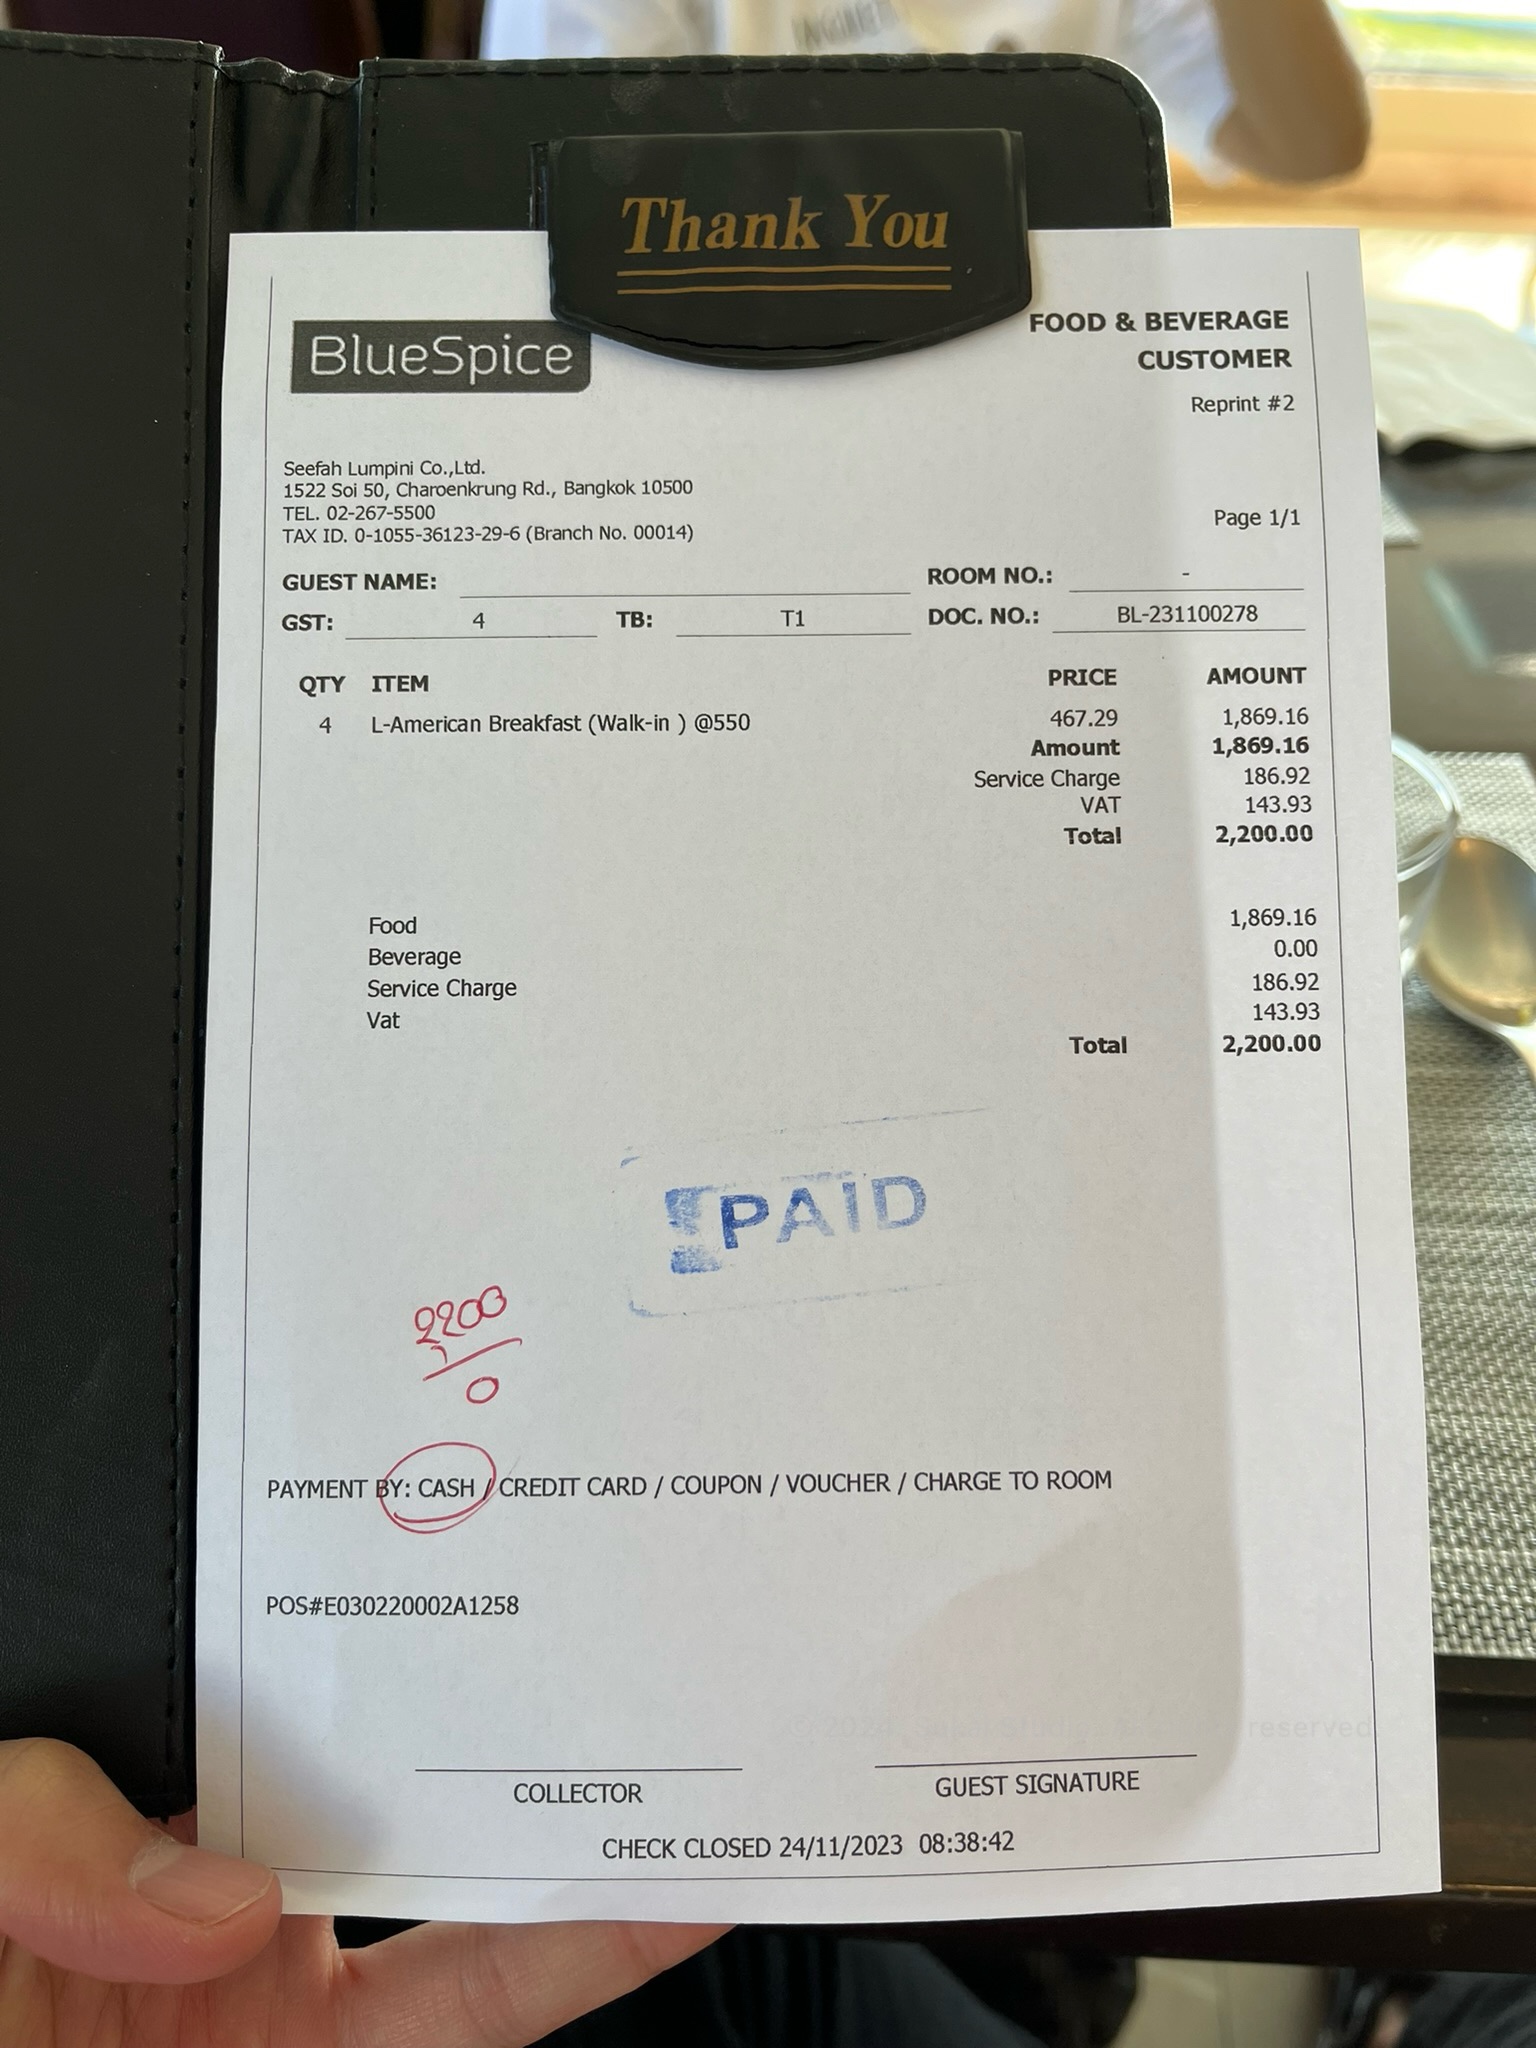 Thank You
BlueSpice
FOOD & BEVERAGE
CUSTOMER
Reprint #2
Seefah Lumpini Co.,Ltd.
1522 Soi 50, Charoenkrung Rd., Bangkok 10500
TEL. 02-267-5500
TAX ID. 0-1055-36123-29-6 (Branch No. 00014)
Page 1/1
GUEST NAME: ROOM NO.: -
GST: 4 TB: T1 DOC. NO.: BL-231100278
QTY ITEM PRICE AMOUNT
4 L-American Breakfast (Walk-in ) @550 467.29 1,869.16
Amount 1,869.16
Service Charge 186.92
VAT 143.93
Total 2,200.00
Food 1,869.16
Beverage 0.00
Service Charge 186.92
Vat 143.93
Total 2,200.00
PAID
2200
0
PAYMENT BY: CASH / CREDIT CARD / COUPON / VOUCHER / CHARGE TO ROOM
POS#E030220002A1258
reserved
COLLECTOR GUEST SIGNATURE
CHECK CLOSED 24/11/2023 08:38:42